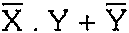 X̅ . Y + Y̅